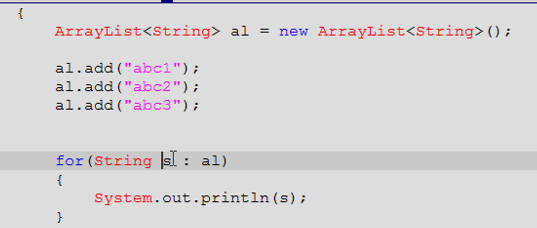 {
ArrayList<String> al = new ArrayList<String>();
al.add("abc1");
al.add("abc2");
al.add("abc3");
for(String s : al)
{
System.out.println(s);
}